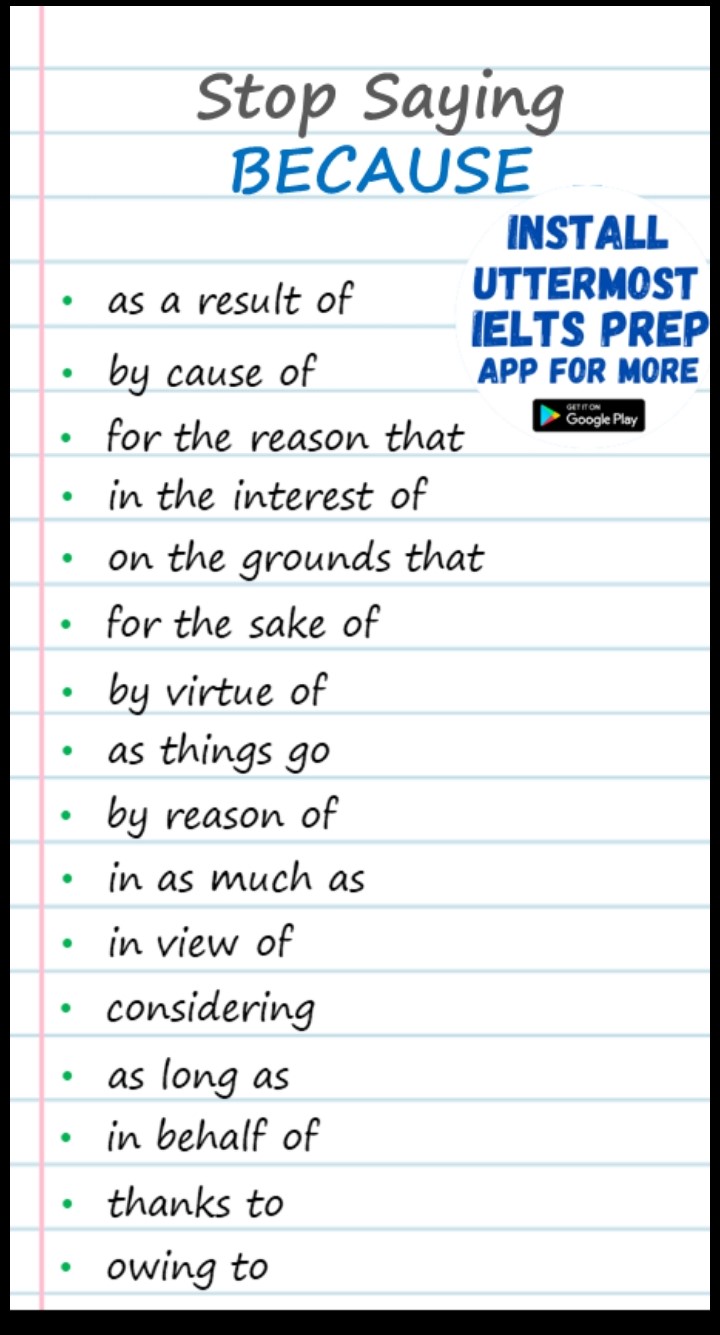 Stop Saying
BECAUSE
INSTALL
UTTERMOST
IELTS PREP
APP FOR MORE
GET IT ON
Google Play
• as a result of
• by cause of
• for the reason that
• in the interest of
• on the grounds that
• for the sake of
• by virtue of
• as things go
• by reason of
• in as much as
• in view of
• considering
• as long as
• in behalf of
• thanks to
• owing to